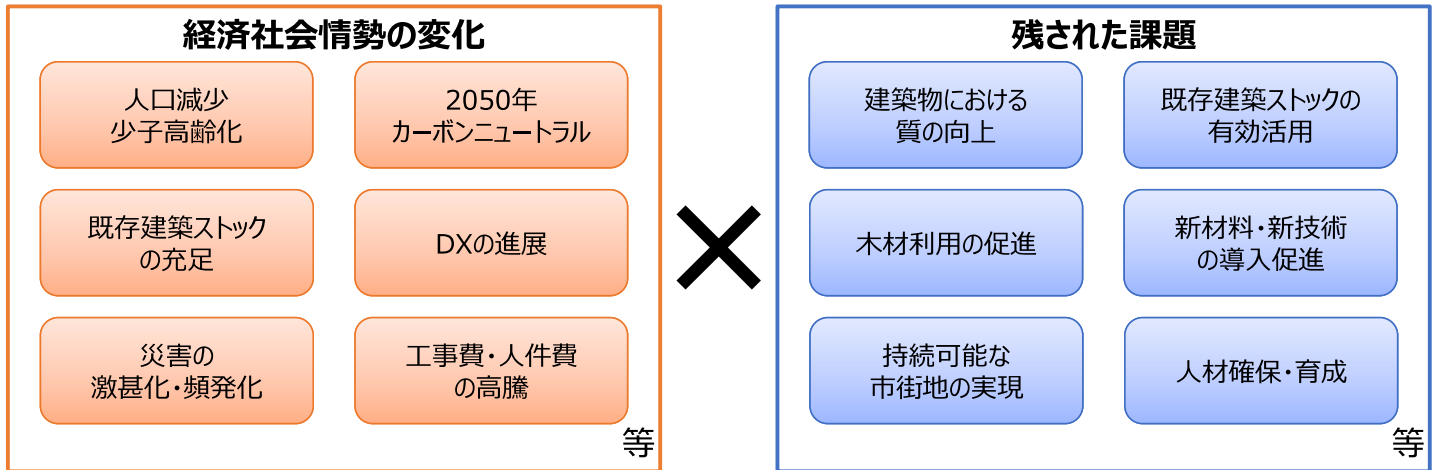 経済社会情勢の変化
人口減少
少子高齢化
2050年
カーボンニュートラル
既存建築ストック
の充足
DXの進展
災害の
激甚化・頻発化
工事費・人件費
の高騰
等
×
残された課題
建築物における
質の向上
既存建築ストックの
有効活用
木材利用の促進
新材料・新技術
の導入促進
持続可能な
市街地の実現
人材確保・育成
等